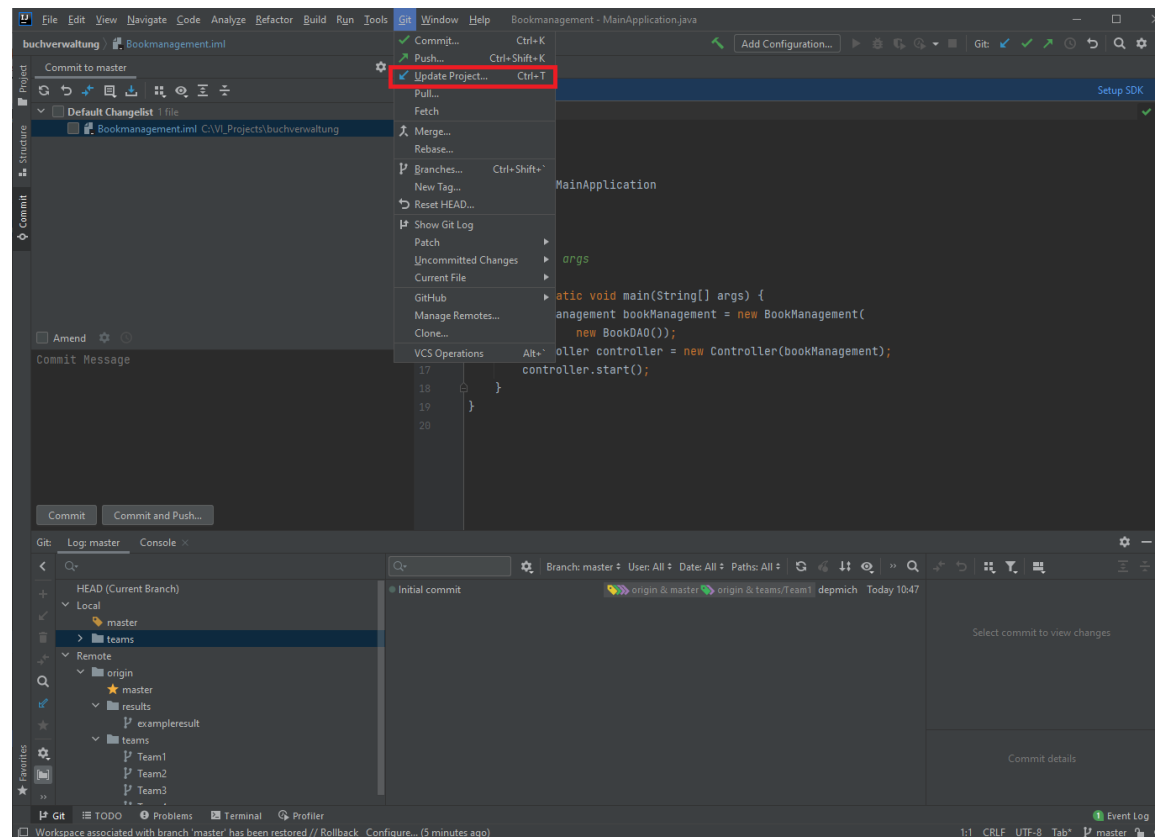 File Edit View Navigate Code Analyze Refactor Build Run Tools Git Window Help Bookmanagement - MainApplication.java
buchverwaltung Bookmanagement.iml
Add Configuration... Git:
Commit to master
Setup SDK
Default Changelist 1 file
Bookmanagement.iml C:\VI_Projects\buchverwaltung
Project
Structure
Commit
Favorites
Commit... Ctrl+K
Push... Ctrl+Shift+K
Update Project... Ctrl+T
Pull...
Fetch
Merge...
Rebase...
Branches... Ctrl+Shift+`
New Tag...
Reset HEAD...
Show Git Log
Patch
Uncommitted Changes
Current File
GitHub
Manage Remotes...
Clone...
VCS Operations Alt+`
MainApplication
args
atic void main(String[] args) {
anagement bookManagement = new BookManagement(
new BookDAO());
oller controller = new Controller(bookManagement);
17 controller.start();
18 }
19 }
20
Amend
Commit Message
Commit Commit and Push...
Git: Log: master Console
Branch: master User: All Date: All Paths: All
HEAD (Current Branch)
Local
master
teams
Remote
origin
master
results
exampleresult
teams
Team1
Team2
Team3
Initial commit origin & master origin & teams/Team1 depmich Today 10:47
Select commit to view changes
Commit details
Git TODO Problems Terminal Profiler 1 Event Log
Workspace associated with branch 'master' has been restored // Rollback Configure... (5 minutes ago) 1:1 CRLF UTF-8 Tab* master